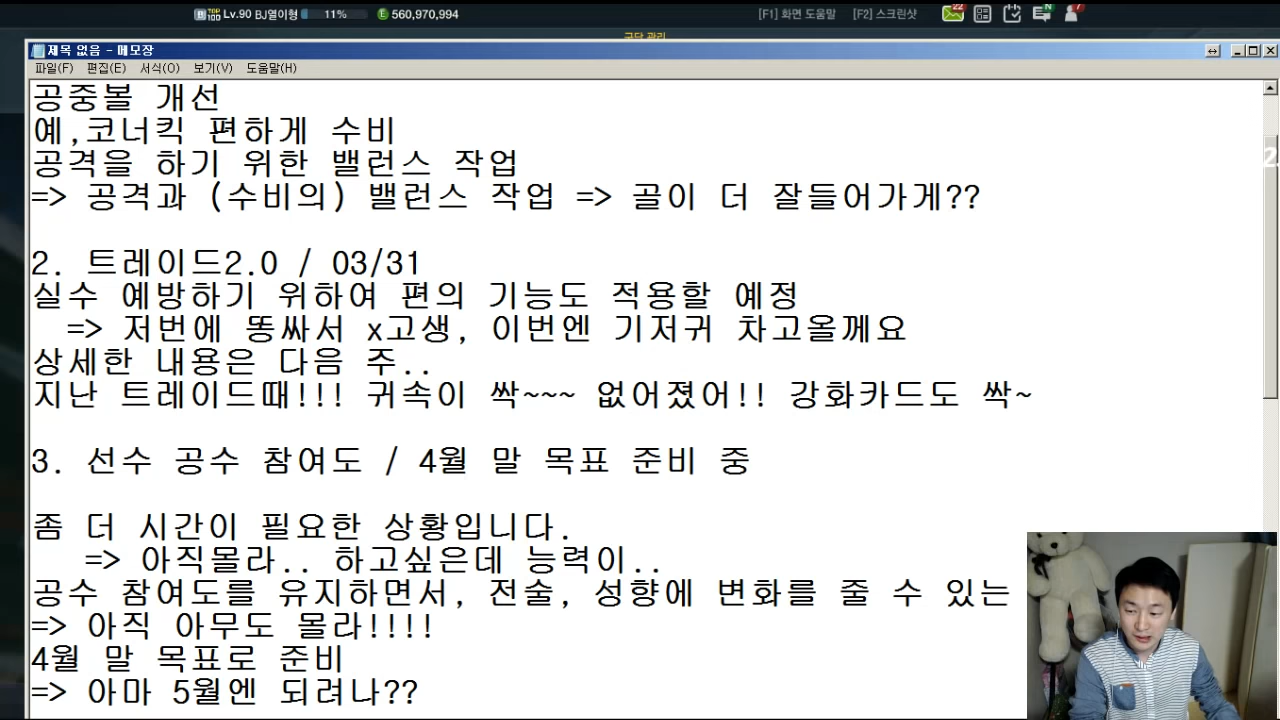 B TOP 100 Lv.90 BJ열이형 11% E 560,970,994 [F1] 화면 도움말 [F2] 스크린샷 22 N 7
구단 관리
제목 없음 - 메모장
파일(F) 편집(E) 서식(O) 보기(V) 도움말(H)
공중볼 개선
예,코너킥 편하게 수비
공격을 하기 위한 밸런스 작업
=> 공격과 (수비의) 밸런스 작업 => 골이 더 잘들어가게??
2. 트레이드2.0 / 03/31
실수 예방하기 위하여 편의 기능도 적용할 예정
=> 저번에 똥싸서 x고생, 이번엔 기저귀 차고올께요
상세한 내용은 다음 주..
지난 트레이드때!!! 귀속이 싹~~~ 없어졌어!! 강화카드도 싹~
3. 선수 공수 참여도 / 4월 말 목표 준비 중
좀 더 시간이 필요한 상황입니다.
=> 아직몰라.. 하고싶은데 능력이..
공수 참여도를 유지하면서, 전술, 성향에 변화를 줄 수 있는
=> 아직 아무도 몰라!!!!
4월 말 목표로 준비
=> 아마 5월엔 되려나??